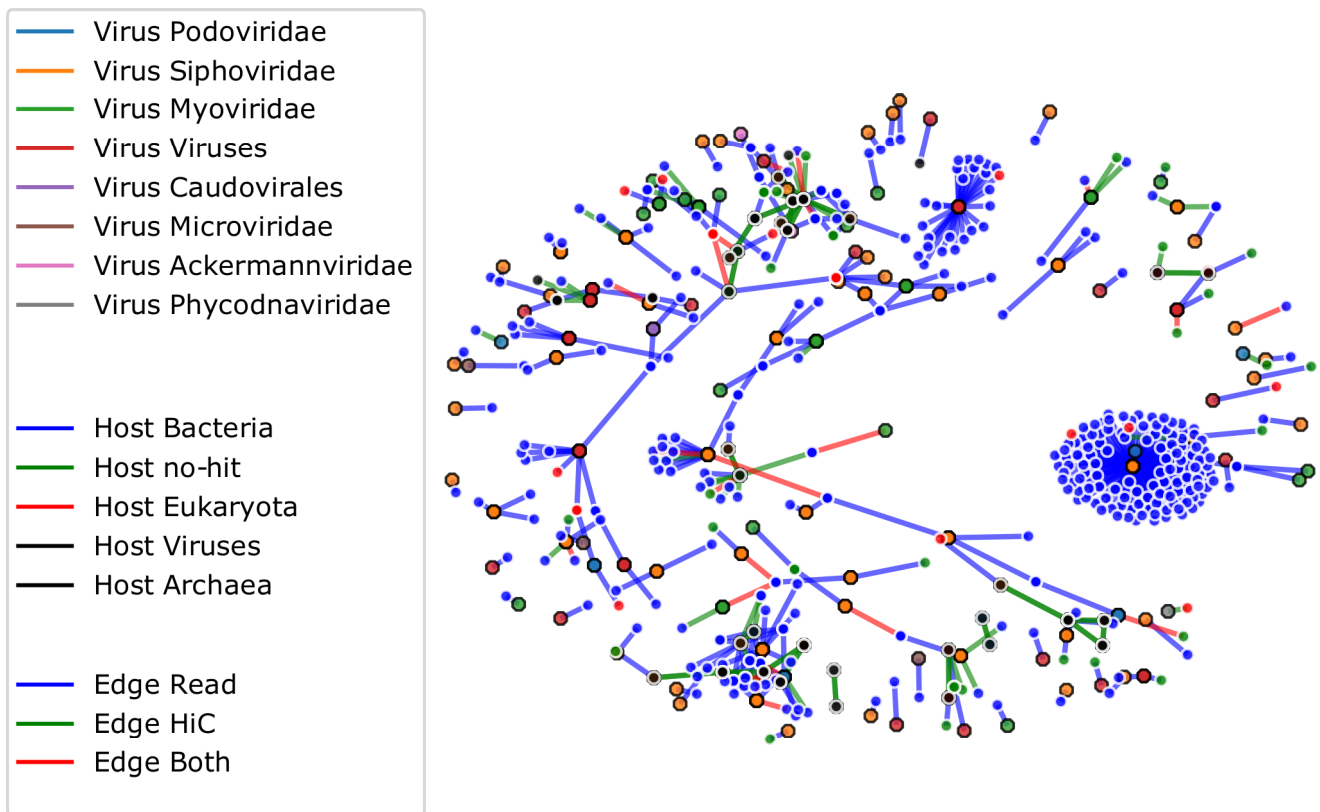 Virus Podoviridae
Virus Siphoviridae
Virus Myoviridae
Virus Viruses
Virus Caudovirales
Virus Microviridae
Virus Ackermannviridae
Virus Phycodnaviridae
Host Bacteria
Host no-hit
Host Eukaryota
Host Viruses
Host Archaea
Edge Read
Edge HiC
Edge Both